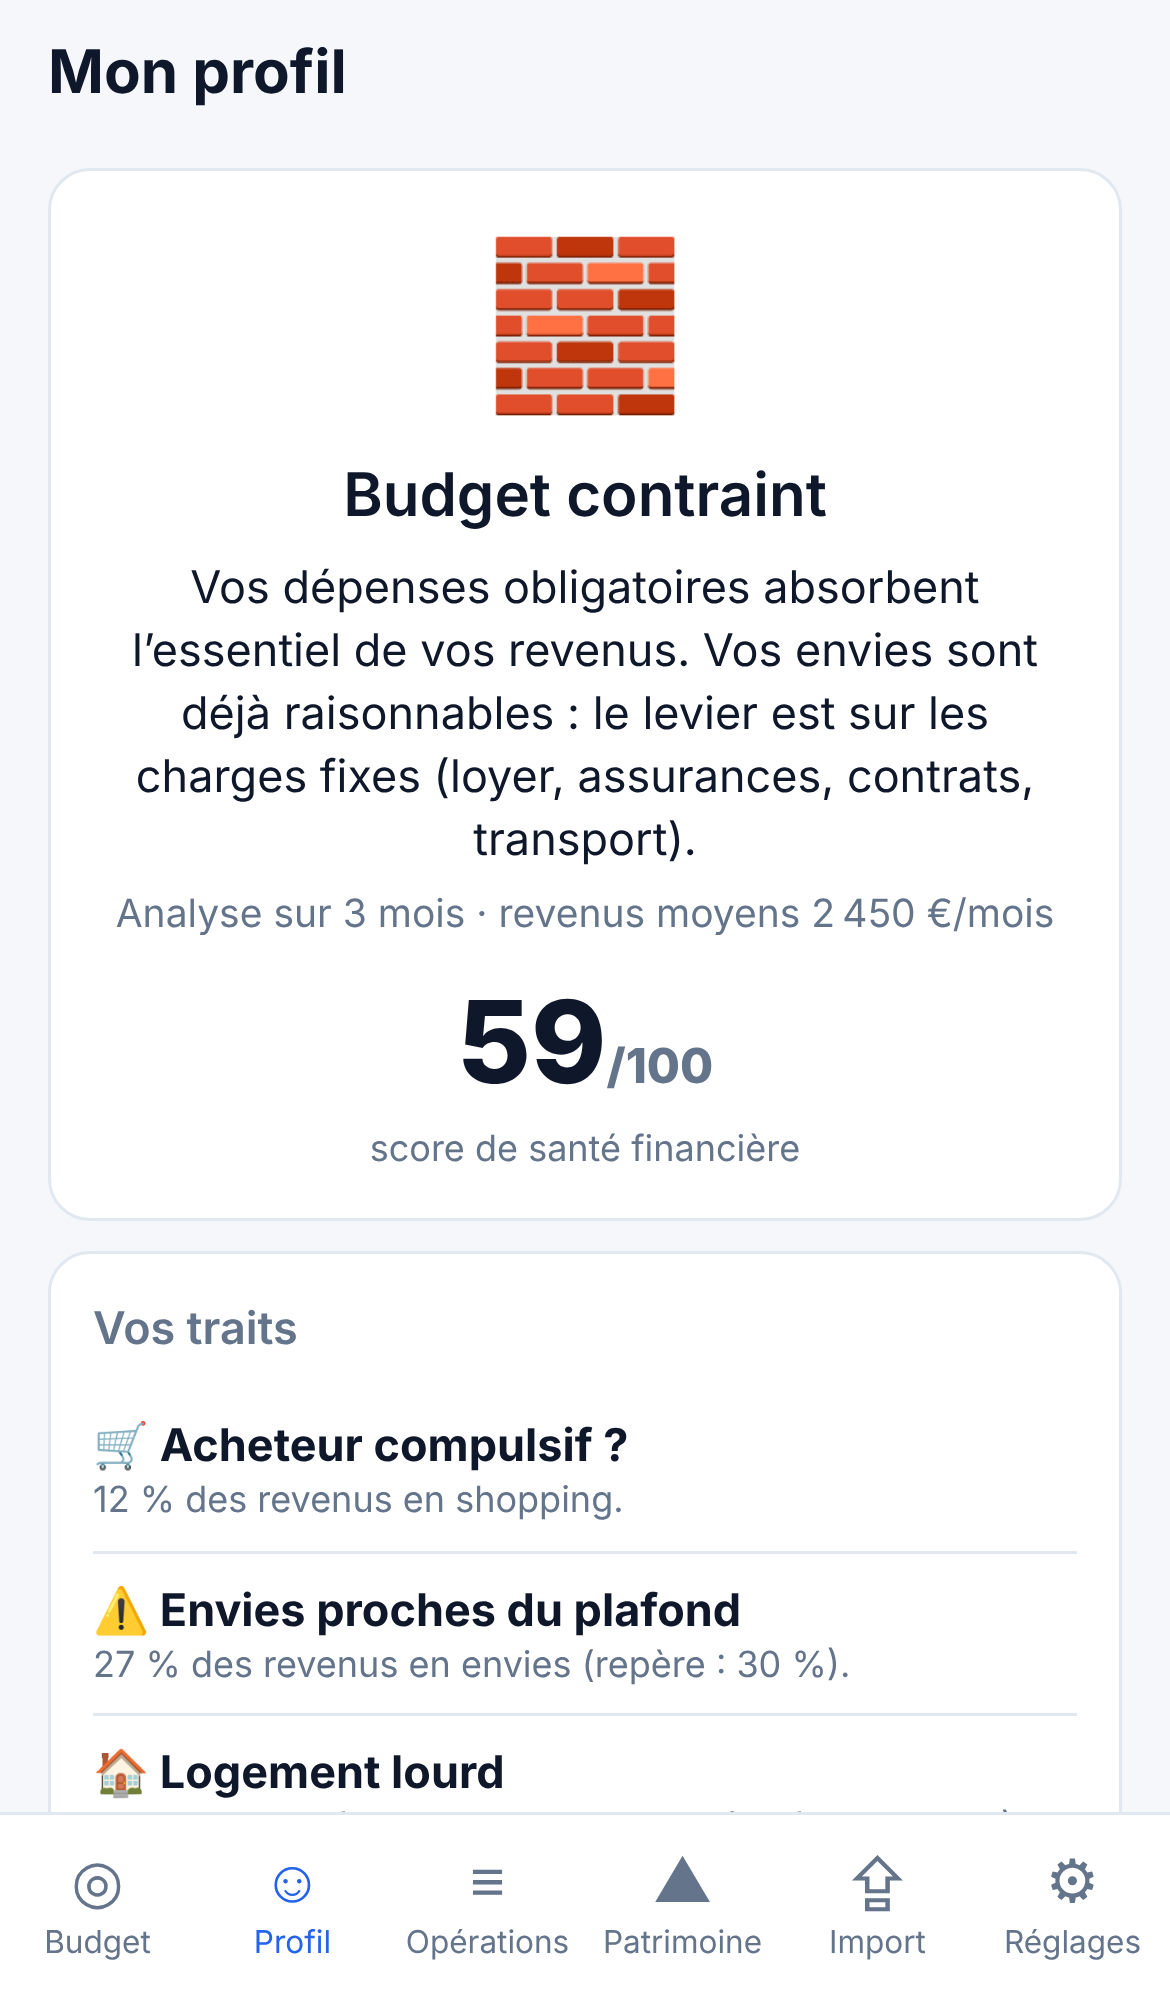 Mon profil
Budget contraint
Vos dépenses obligatoires absorbent
l’essentiel de vos revenus. Vos envies sont
déjà raisonnables : le levier est sur les
charges fixes (loyer, assurances, contrats,
transport).
Analyse sur 3 mois · revenus moyens 2 450 €/mois
59/100
score de santé financière
Vos traits
Acheteur compulsif ?
12 % des revenus en shopping.
Envies proches du plafond
27 % des revenus en envies (repère : 30 %).
Logement lourd
Budget
Profil
Opérations
Patrimoine
Import
Réglages